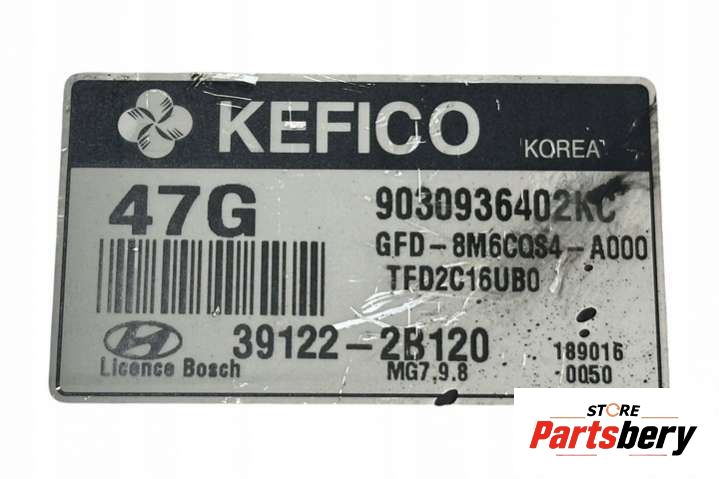 KEFICO
KOREA
47G
9030936402KC
GFD-8M6CQS4-A000
TFD2C16UB0
39122-2B120
Licence Bosch
MG7,9.8
189016
0050
STORE
Partsbery